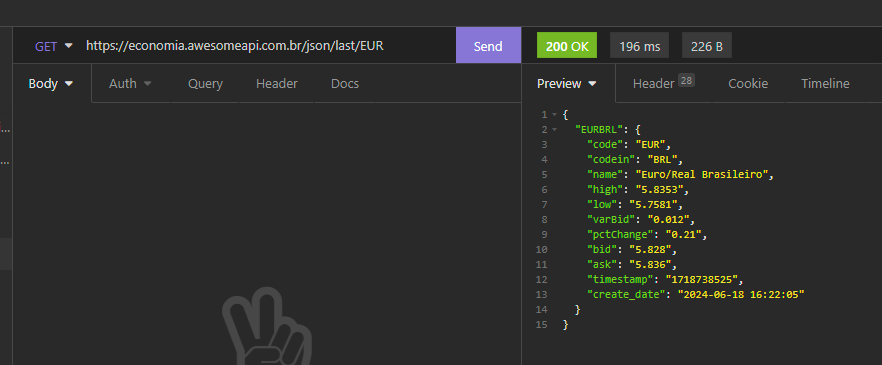 GET https://economia.awesomeapi.com.br/json/last/EUR Send 200 OK 196 ms 226 B
Body Auth Query Header Docs Preview Header 28 Cookie Timeline
1 {
2 "EURBRL": {
3 "code": "EUR",
4 "codein": "BRL",
5 "name": "Euro/Real Brasileiro",
6 "high": "5.8353",
7 "low": "5.7581",
8 "varBid": "0.012",
9 "pctChange": "0.21",
10 "bid": "5.828",
11 "ask": "5.836",
12 "timestamp": "1718738525",
13 "create_date": "2024-06-18 16:22:05"
14 }
15 }